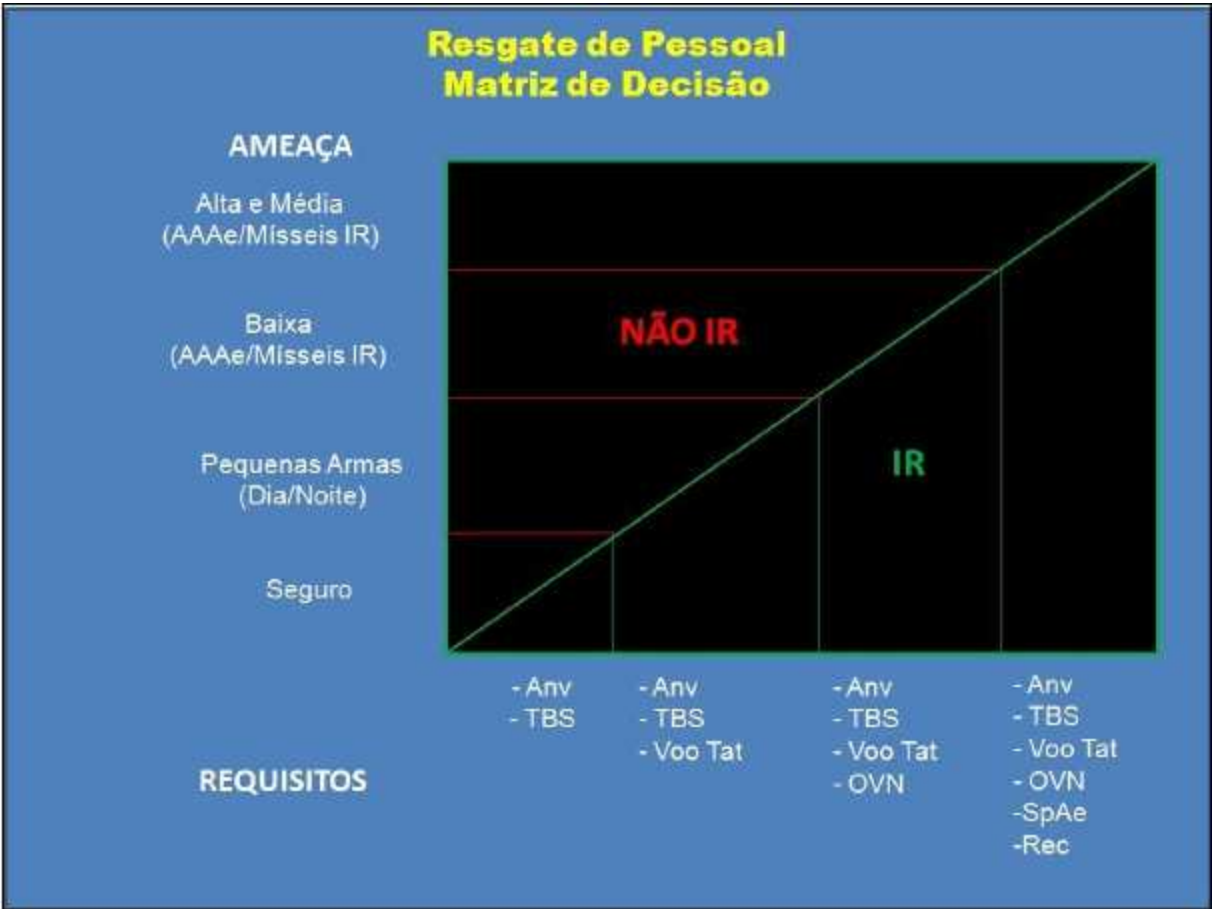 Resgate de Pessoal
Matriz de Decisão
AMEAÇA
Alta e Média
(AAAe/Mísseis IR)
Baixa
(AAAe/Mísseis IR)
NÃO IR
Pequenas Armas
(Dia/Noite)
IR
Seguro
- Anv
- TBS
- Anv
- TBS
- Voo Tat
- Anv
- TBS
- Voo Tat
- OVN
- Anv
- TBS
- Voo Tat
- OVN
-SpAe
-Rec
REQUISITOS